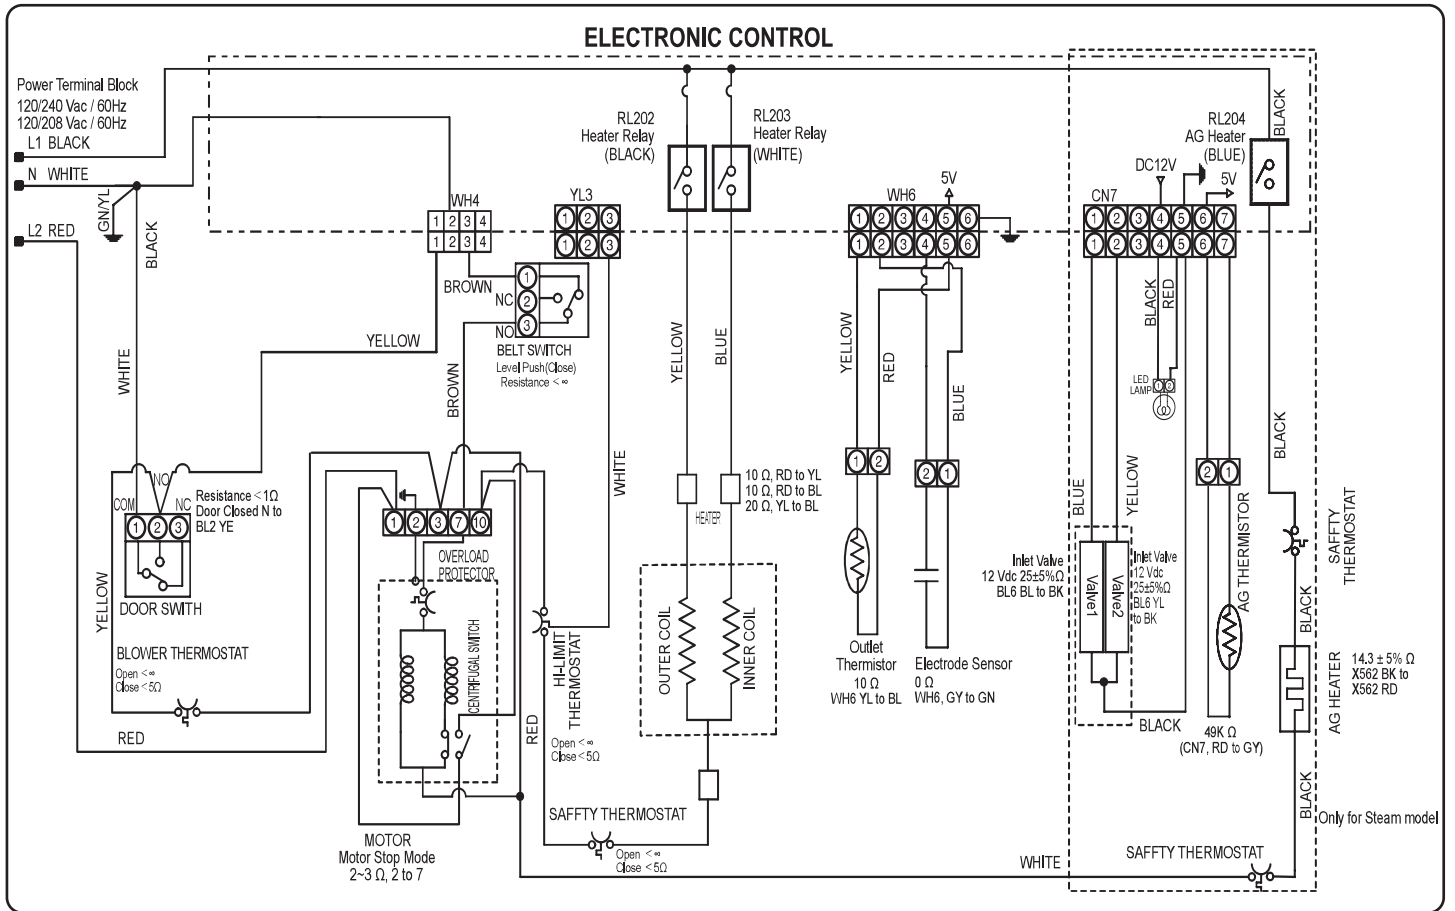 ELECTRONIC CONTROL
Power Terminal Block
120/240 Vac / 60Hz
120/208 Vac / 60Hz
L1 BLACK
N WHITE
L2 RED
GN/YL
BLACK
WHITE
RL202
Heater Relay
(BLACK)
RL203
Heater Relay
(WHITE)
RL204
AG Heater
(BLUE)
BLACK
WH4
1 2 3 4
1 2 3 4
YL3
1 2 3
1 2 3
WH6
5V
1 2 3 4 5 6
1 2 3 4 5 6
CN7
DC12V
5V
1 2 3 4 5 6 7
1 2 3 4 5 6 7
BROWN
1
NC 2
NO 3
BELT SWITCH
Level Push(Close)
Resistance < ∞
YELLOW
BROWN
WHITE
YELLOW
BLUE
YELLOW
RED
BLUE
BLACK
RED
LED
LAMP
1 2
BLACK
BLUE
YELLOW
COM
NO
NC
1 2 3
Resistance < 1Ω
Door Closed N to
BL2 YE
DOOR SWITH
YELLOW
BLOWER THERMOSTAT
Open < ∞
Close < 5Ω
RED
1 2 3 7 10
OVERLOAD
PROTECTOR
CENTRIFUGAL SWITCH
MOTOR
Motor Stop Mode
2~3 Ω, 2 to 7
HI-LIMIT
THERMOSTAT
RED
Open < ∞
Close < 5Ω
10 Ω, RD to YL
10 Ω, RD to BL
20 Ω, YL to BL
HEATER
OUTER COIL
INNER COIL
SAFFTY THERMOSTAT
Open < ∞
Close < 5Ω
1 2
Outlet
Thermistor
10 Ω
WH6 YL to BL
2 1
Electrode Sensor
0 Ω
WH6, GY to GN
Inlet Valve
12 Vdc 25±5%Ω
BL6 BL to BK
Valve1
Valve2
Inlet Valve
12 Vdc
25±5%Ω
BL6 YL
to BK
BLACK
2 1
AG THERMISTOR
49K Ω
(CN7, RD to GY)
SAFFTY
THERMOSTAT
BLACK
AG HEATER
14.3 ± 5% Ω
X562 BK to
X562 RD
BLACK
Only for Steam model
SAFFTY THERMOSTAT
WHITE